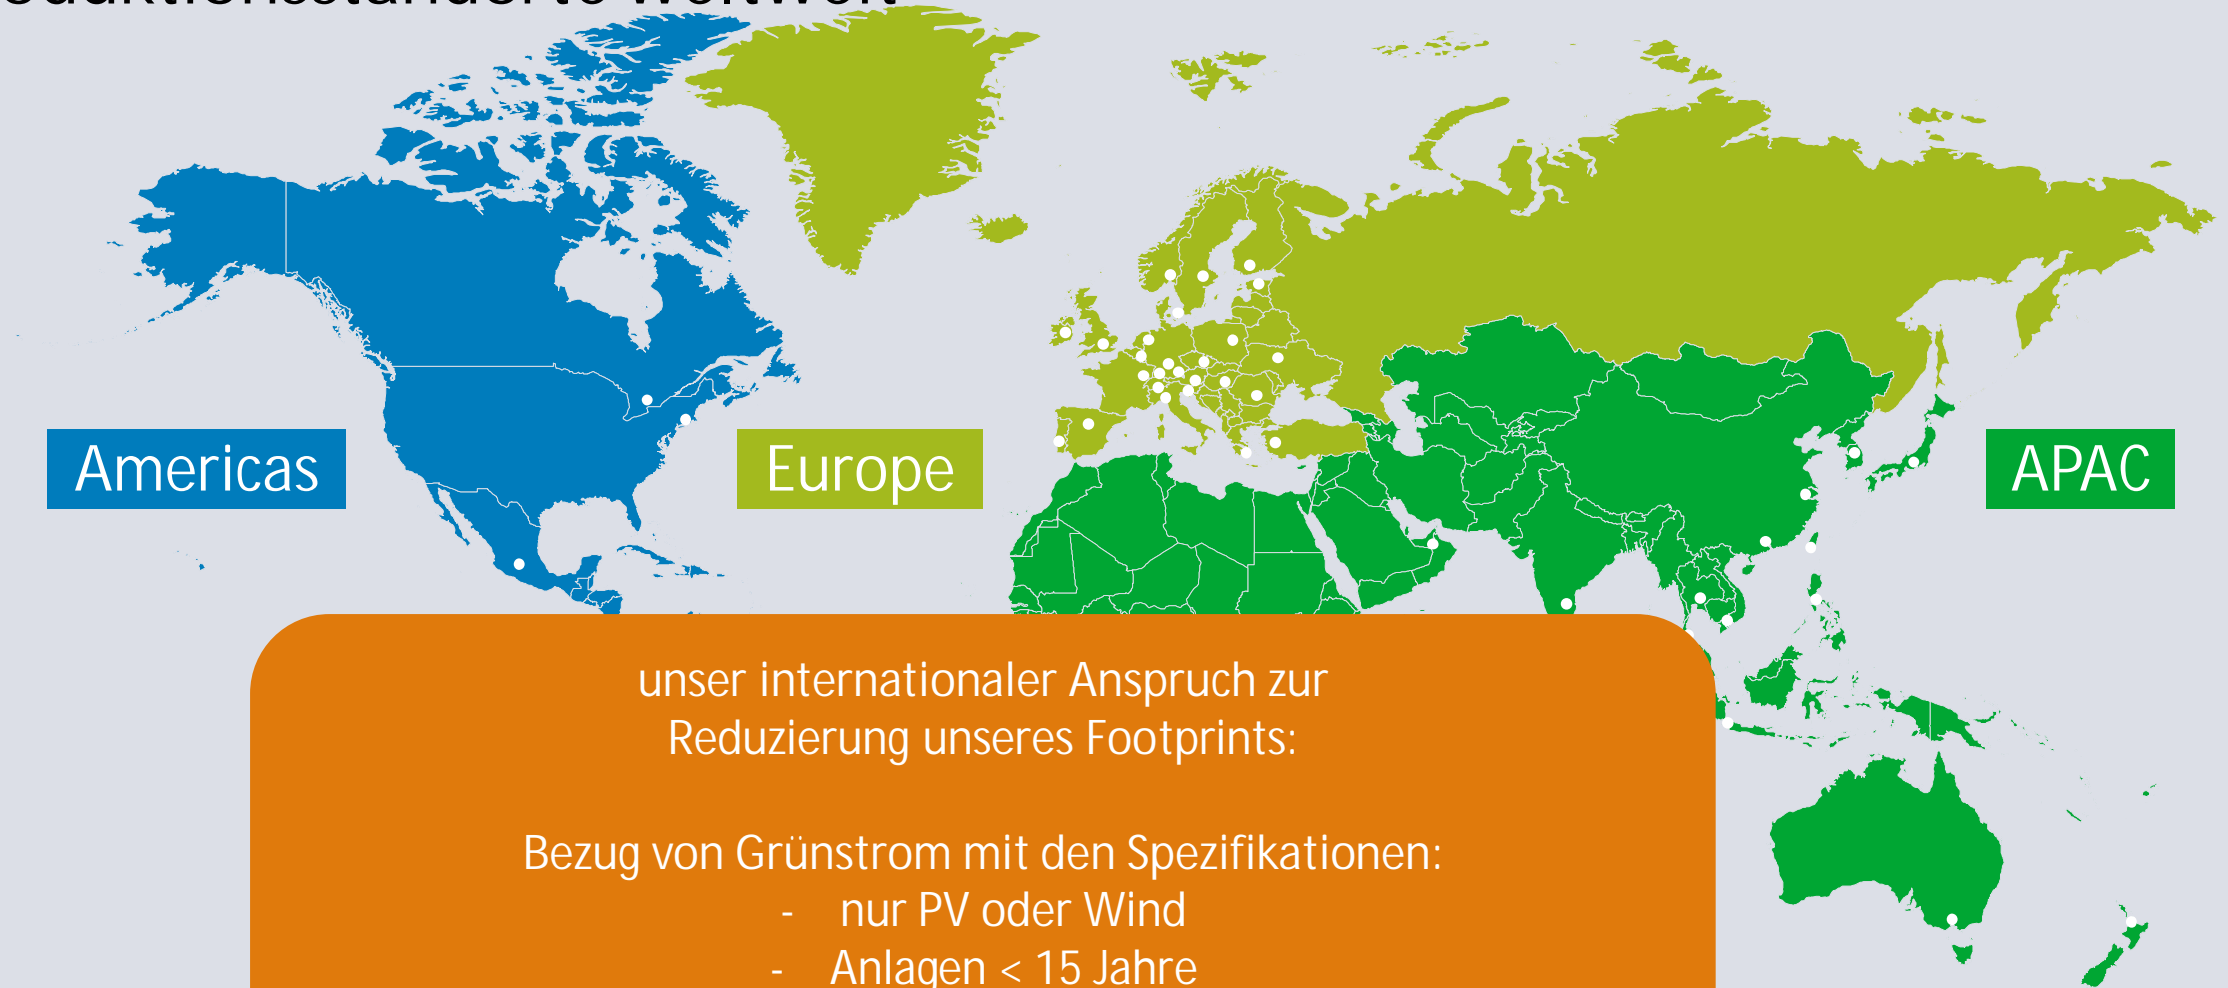 weltweit
Americas
Europe
APAC
unser internationaler Anspruch zur
Reduzierung unseres Footprints:
Bezug von Grünstrom mit den Spezifikationen:
- nur PV oder Wind
- Anlagen < 15 Jahre